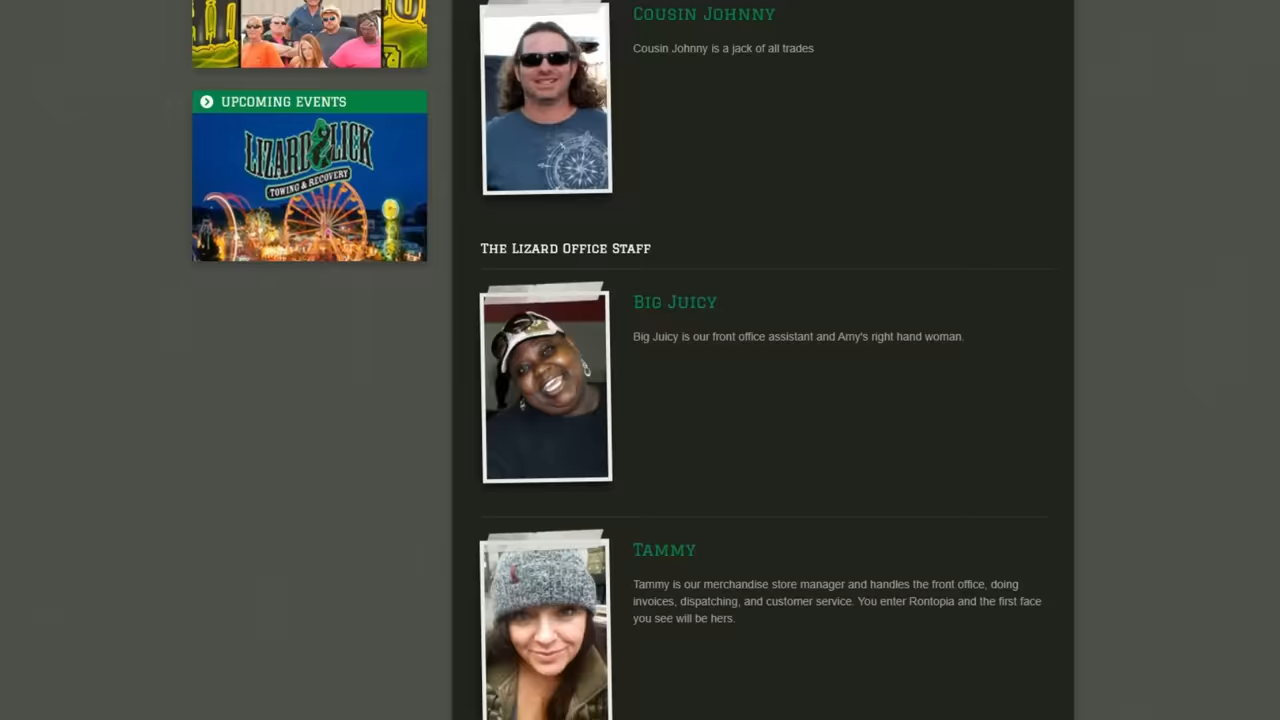 UPCOMING EVENTS
LIZARD LICK
TOWING & RECOVERY
Cousin Johnny
Cousin Johnny is a jack of all trades
The Lizard Office Staff
Big Juicy
Big Juicy is our front office assistant and Amy's right hand woman.
Tammy
Tammy is our merchandise store manager and handles the front office, doing
invoices, dispatching, and customer service. You enter Rontopia and the first face
you see will be hers.